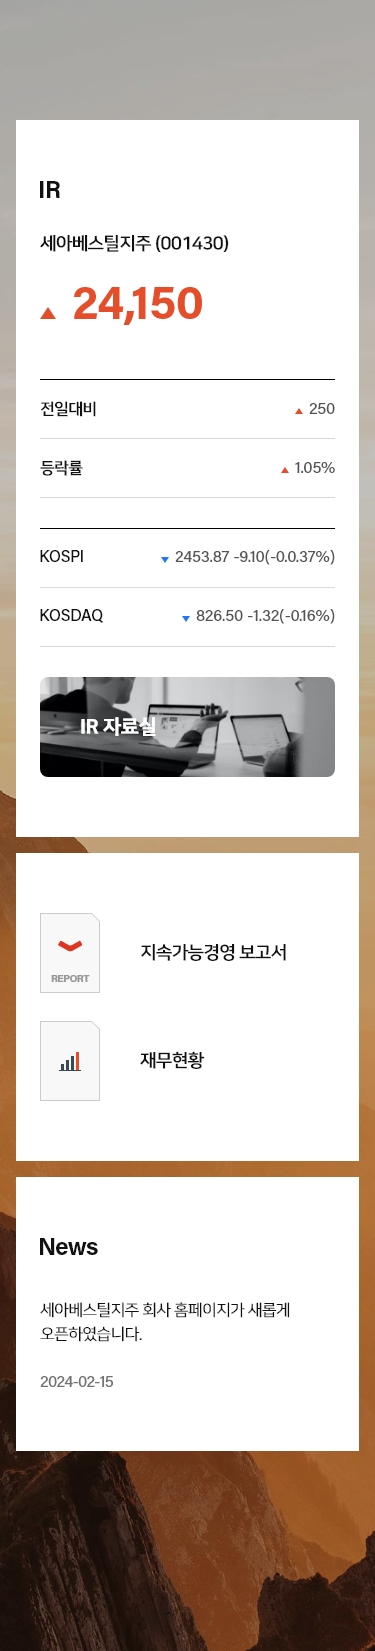 IR
세아베스틸지주 (001430)
▲ 24,150
전일대비 ▲ 250
등락률 ▲ 1.05%
KOSPI ▼ 2453.87 -9.10(-0.0.37%)
KOSDAQ ▼ 826.50 -1.32(-0.16%)
IR 자료실
REPORT
지속가능경영 보고서
재무현황
News
세아베스틸지주 회사 홈페이지가 새롭게
오픈하였습니다.
2024-02-15